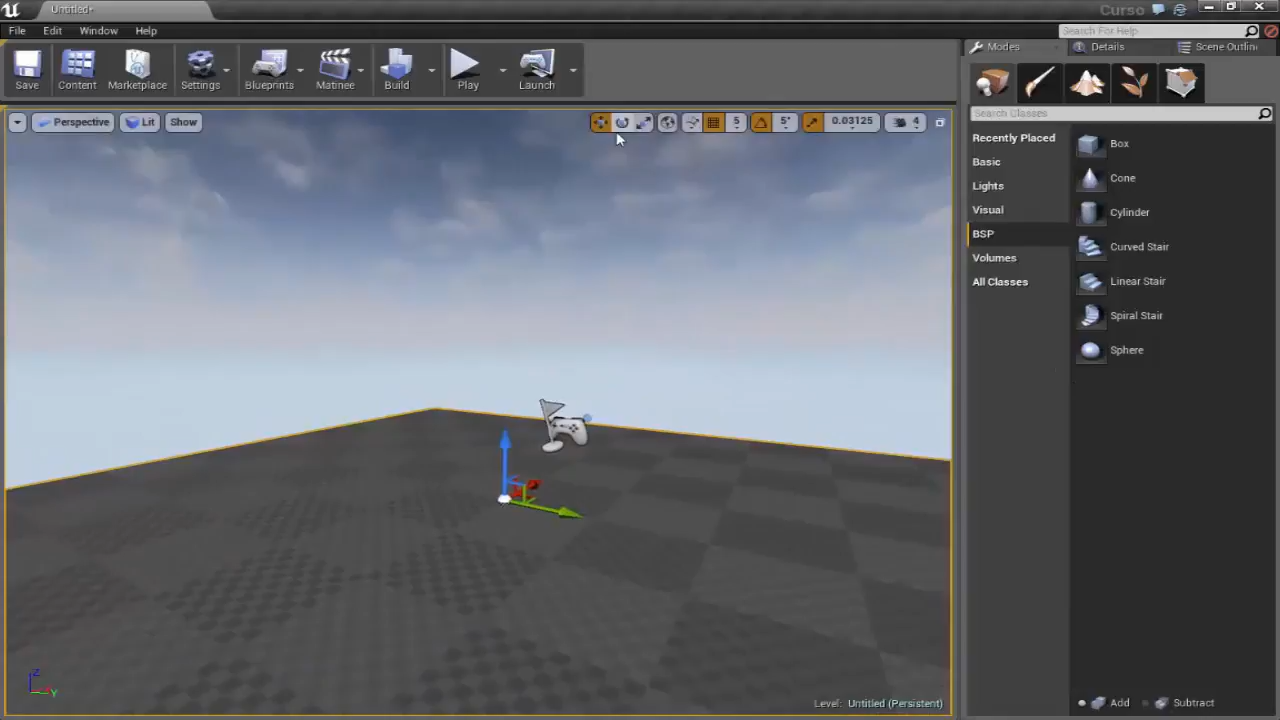 Untitled*
Curso
File Edit Window Help
Search For Help
Save Content Marketplace Settings Blueprints Matinee Build Play Launch
Modes Details Scene Outlin
Search Classes
Perspective Lit Show 5 5° 0.03125 4
Recently Placed
Basic
Lights
Visual
BSP
Volumes
All Classes
Box
Cone
Cylinder
Curved Stair
Linear Stair
Spiral Stair
Sphere
Z
Y
Level: Untitled (Persistent)
Add Subtract